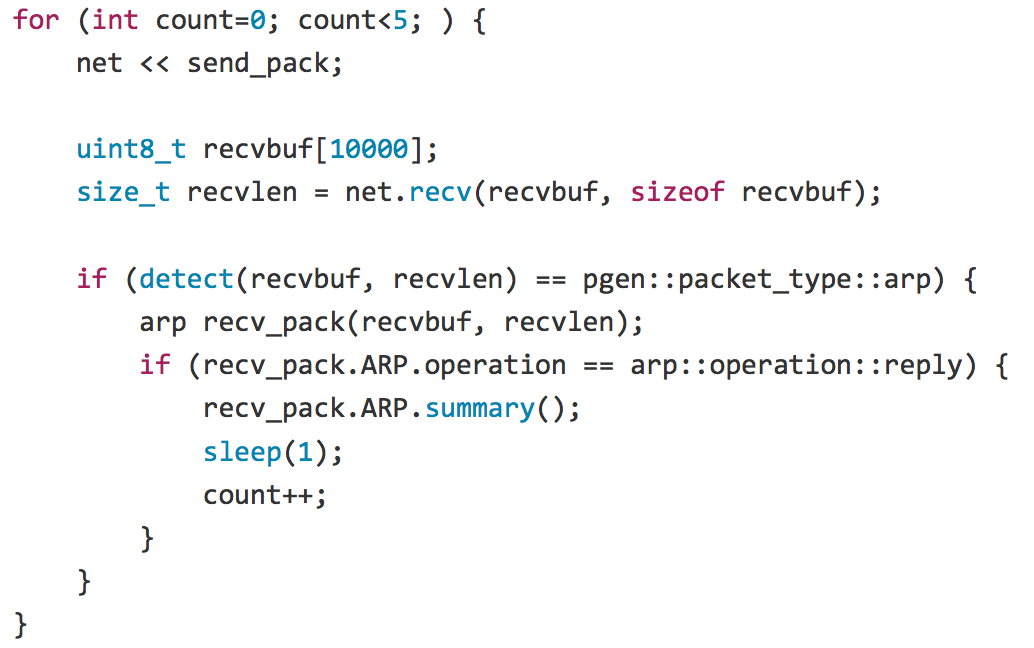 for (int count=0; count<5; ) {
    net << send_pack;

    uint8_t recvbuf[10000];
    size_t recvlen = net.recv(recvbuf, sizeof recvbuf);

    if (detect(recvbuf, recvlen) == pgen::packet_type::arp) {
        arp recv_pack(recvbuf, recvlen);
        if (recv_pack.ARP.operation == arp::operation::reply) {
            recv_pack.ARP.summary();
            sleep(1);
            count++;
        }
    }
}